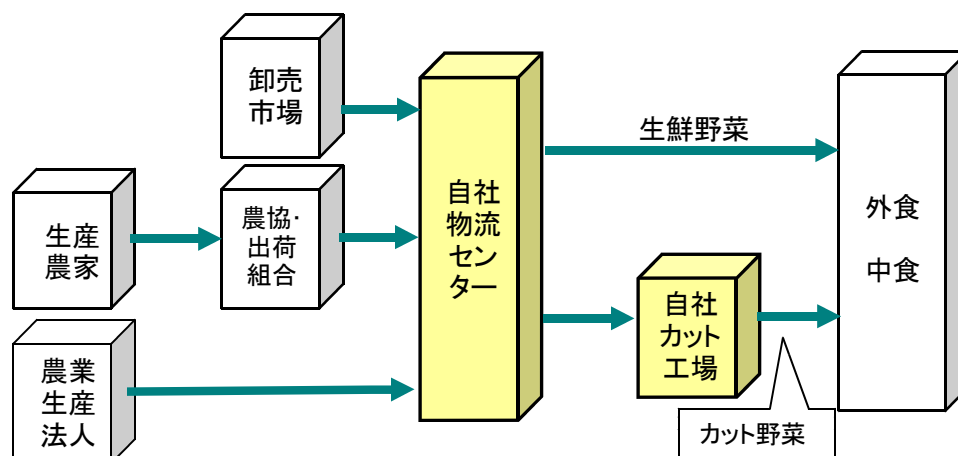 卸売
市場
生産
農家
農協・
出荷
組合
農業
生産
法人
自社
物流
セン
ター
生鮮野菜
自社
カット
工場
カット野菜
外食
中食